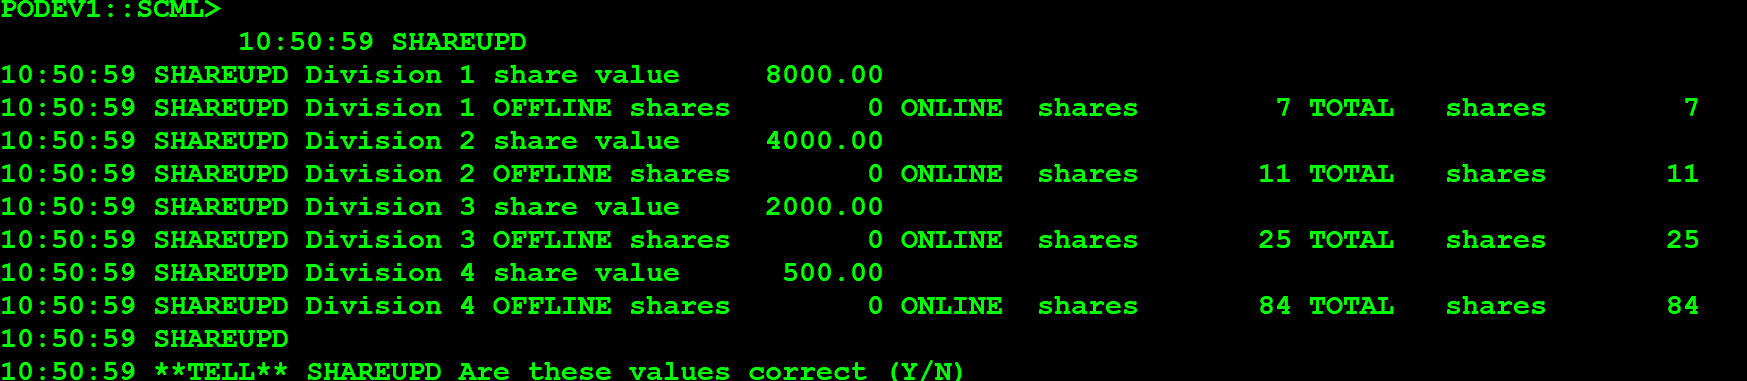 PODEV1::SCML>
10:50:59 SHAREUPD
10:50:59 SHAREUPD Division 1 share value     8000.00
10:50:59 SHAREUPD Division 1 OFFLINE shares        0 ONLINE  shares        7 TOTAL   shares        7
10:50:59 SHAREUPD Division 2 share value     4000.00
10:50:59 SHAREUPD Division 2 OFFLINE shares        0 ONLINE  shares       11 TOTAL   shares       11
10:50:59 SHAREUPD Division 3 share value     2000.00
10:50:59 SHAREUPD Division 3 OFFLINE shares        0 ONLINE  shares       25 TOTAL   shares       25
10:50:59 SHAREUPD Division 4 share value      500.00
10:50:59 SHAREUPD Division 4 OFFLINE shares        0 ONLINE  shares       84 TOTAL   shares       84
10:50:59 SHAREUPD
10:50:59 **TELL** SHAREUPD Are these values correct (Y/N)